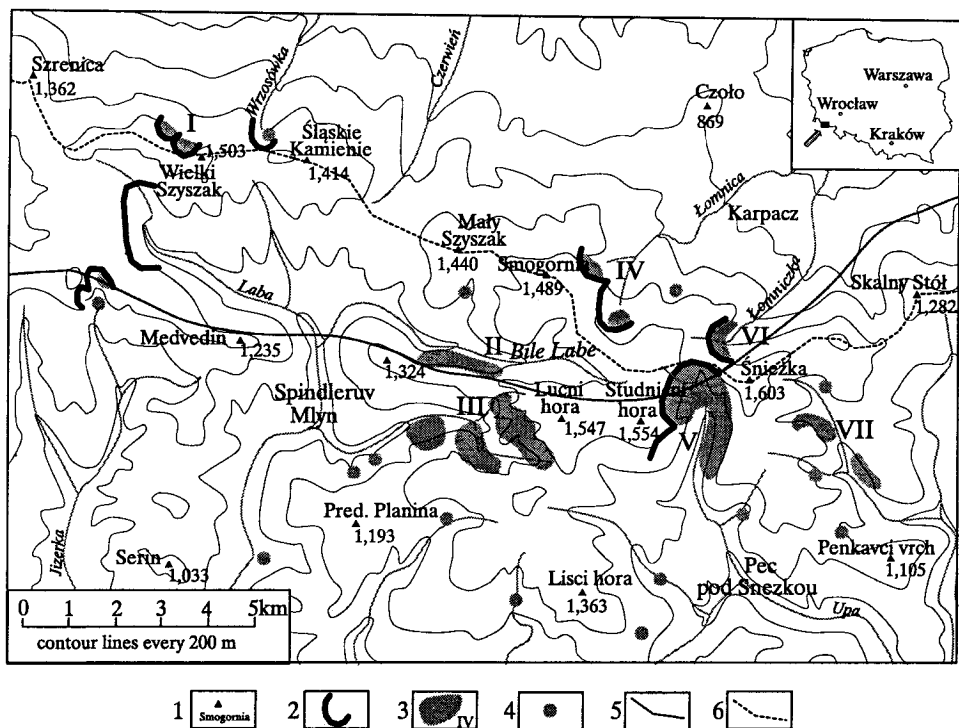 Szrenica
1,362
Wrzosówka
Czerwień
Czoło
869
Warszawa
Wrocław
Kraków
I
1,503
Wielki
Szyszak
Śląskie
Kamienie
1,414
Łomnica
Karpacz
Mały
Szyszak
1,440
Smogornia
1,489
IV
Łomniczka
Skalny Stół
1,282
Laba
Medvedin
1,235
II
Bile Labe
VI
1,324
Śnieżka
1,603
Spindleruv
Mlyn
III
Lucni
hora
1,547
Studnicni
hora
1,554
V
VII
Pred. Planina
1,193
Jizerka
Serin
1,033
Lisci hora
1,363
Pec
pod Snezkou
Penkavci vrch
1,105
Upa
0 1 2 3 4 5km
contour lines every 200 m
1 Smogornia 2 3 IV 4 5 6